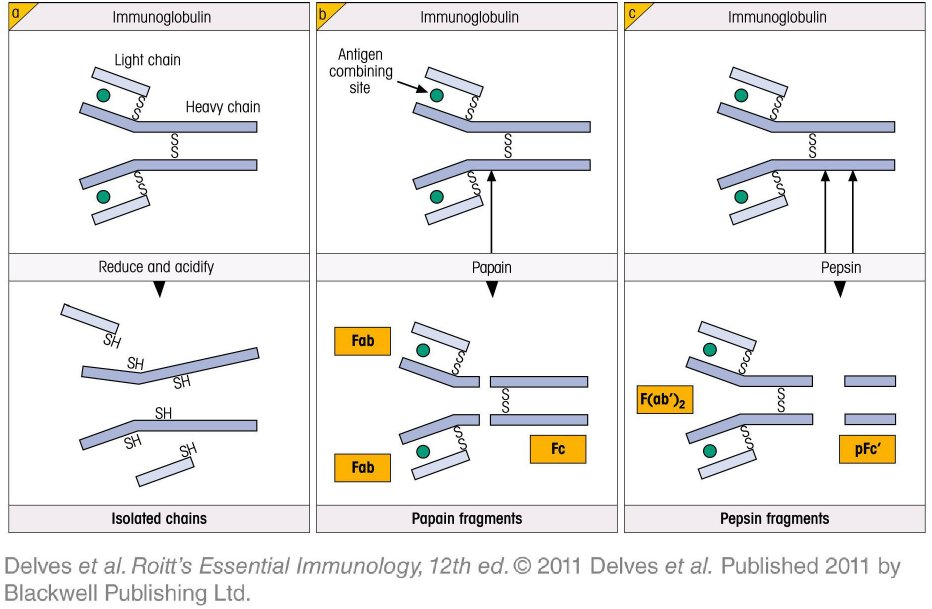 a
Immunoglobulin
Light chain
S
S
Heavy chain
S
S
S
S
Reduce and acidify
SH
SH
SH
SH
SH
SH
Isolated chains
b
Immunoglobulin
Antigen
combining
site
S
S
S
S
S
S
Papain
Fab
S
S
S
S
S
S
Fab
Fc
Papain fragments
c
Immunoglobulin
S
S
S
S
S
S
Pepsin
S
S
F(ab′)₂
S
S
S
S
pFc′
Pepsin fragments
Delves et al. Roitt’s Essential Immunology, 12th ed. © 2011 Delves et al. Published 2011 by
Blackwell Publishing Ltd.